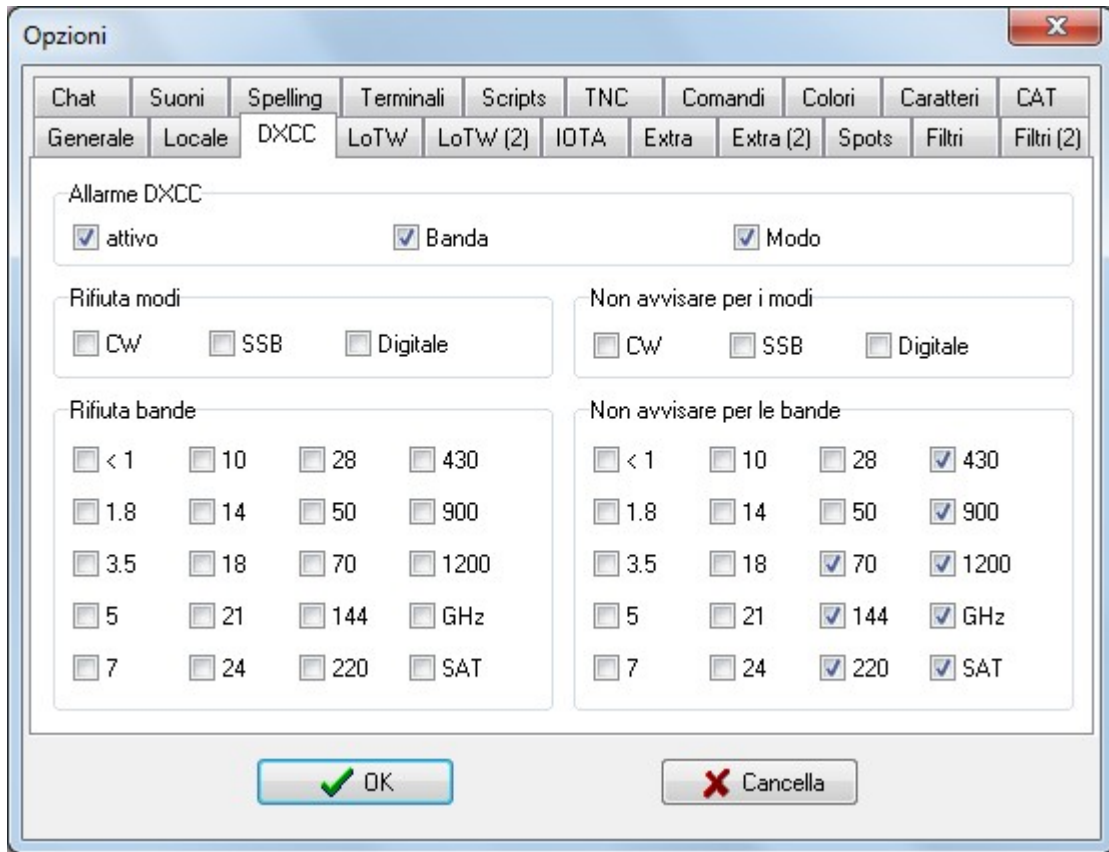 Opzioni
Chat Suoni Spelling Terminali Scripts TNC Comandi Colori Caratteri CAT
Generale Locale DXCC LoTW LoTW (2) IOTA Extra Extra (2) Spots Filtri Filtri (2)
Allarme DXCC
attivo Banda Modo
Rifiuta modi Non avvisare per i modi
CW SSB Digitale CW SSB Digitale
Rifiuta bande Non avvisare per le bande
< 1 10 28 430 < 1 10 28 430
1.8 14 50 900 1.8 14 50 900
3.5 18 70 1200 3.5 18 70 1200
5 21 144 GHz 5 21 144 GHz
7 24 220 SAT 7 24 220 SAT
OK Cancella